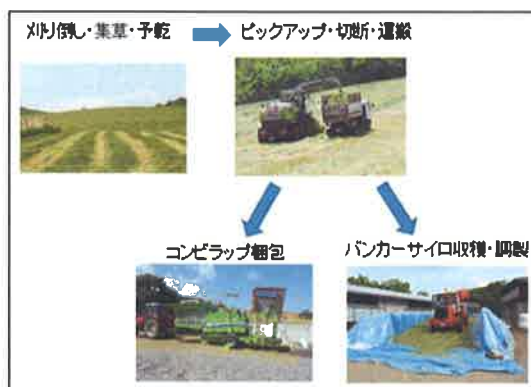 刈り倒し・集草・予乾
ピックアップ・切断・運搬
コンビラップ梱包
バンカーサイロ収穫・調製